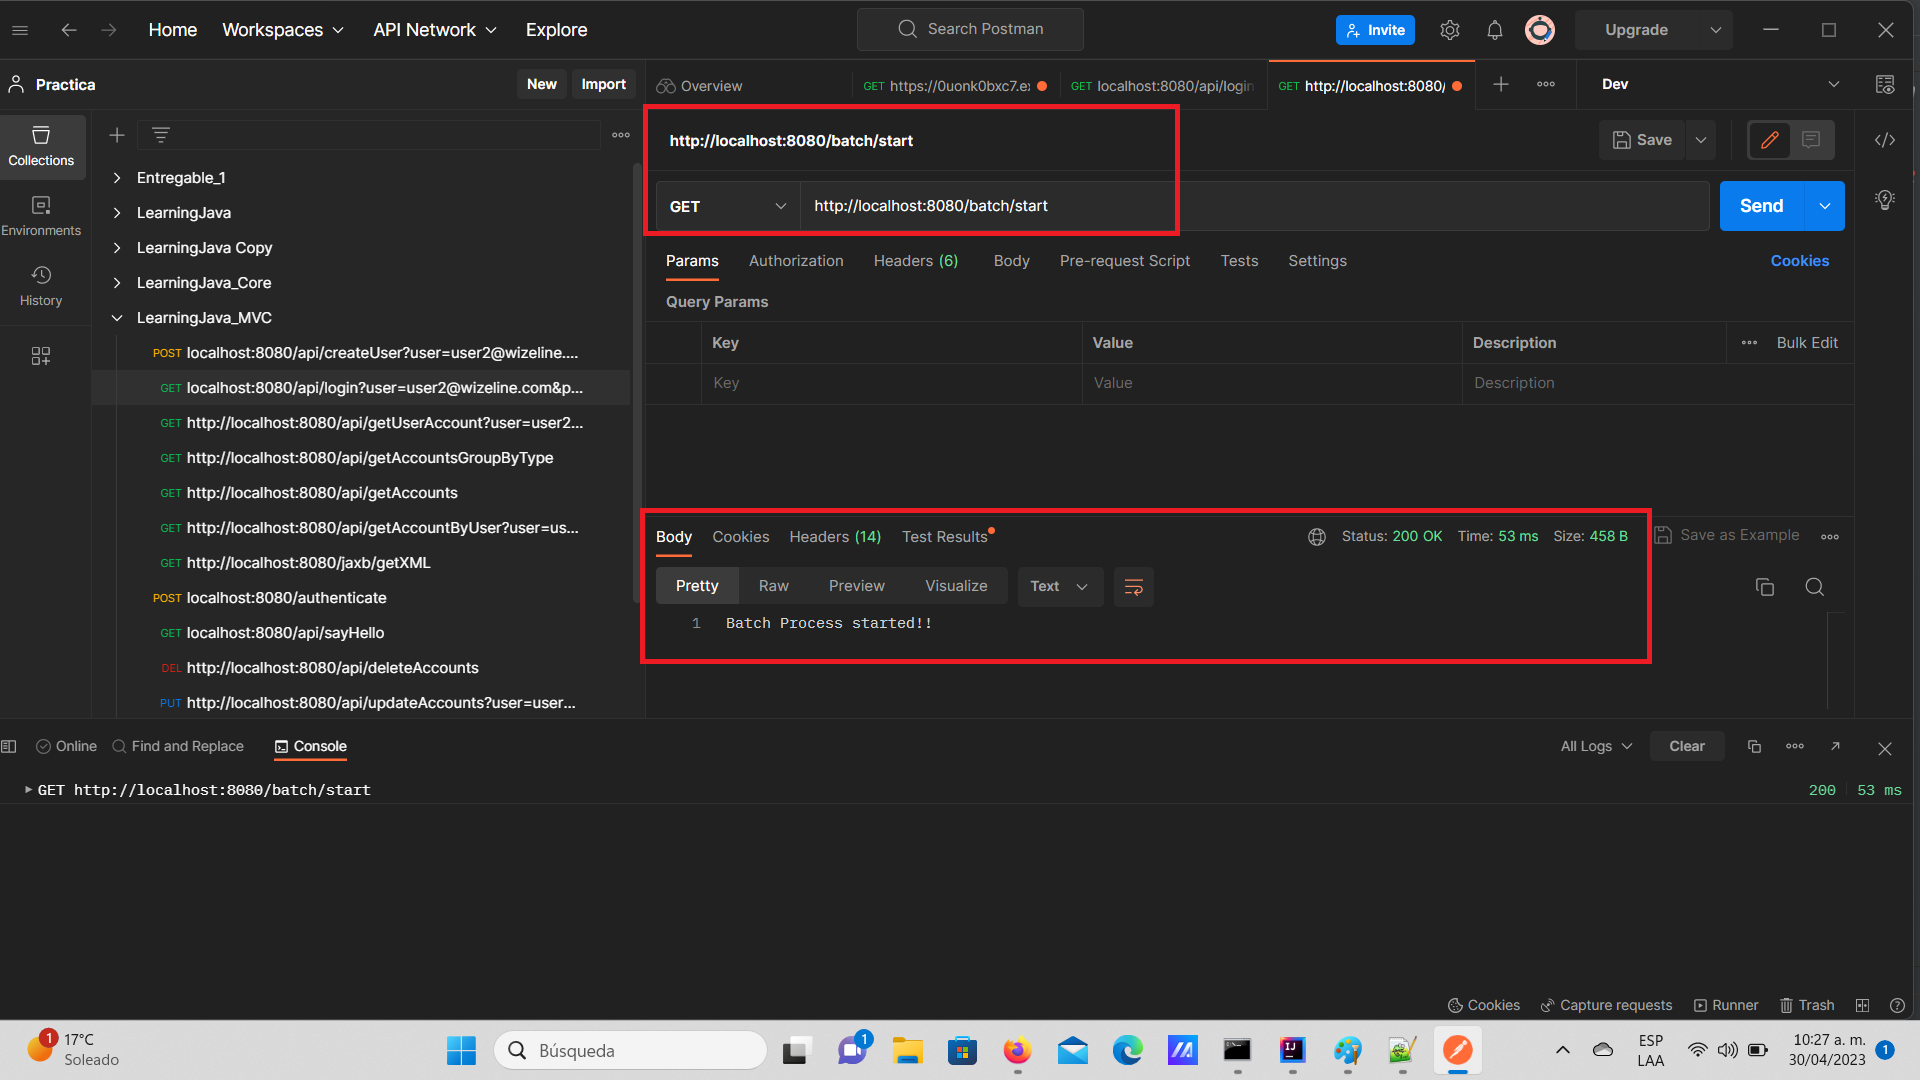 Home Workspaces API Network Explore Search Postman Invite Upgrade
Practica New Import Overview GET https://0uonk0bxc7.e GET localhost:8080/api/login GET http://localhost:8080/ Dev
Collections
Environments
History
Entregable_1
LearningJava
LearningJava Copy
LearningJava_Core
LearningJava_MVC
POST localhost:8080/api/createUser?user=user2@wizeline....
GET localhost:8080/api/login?user=user2@wizeline.com&p...
GET http://localhost:8080/api/getUserAccount?user=user2...
GET http://localhost:8080/api/getAccountsGroupByType
GET http://localhost:8080/api/getAccounts
GET http://localhost:8080/api/getAccountByUser?user=us...
GET http://localhost:8080/jaxb/getXML
POST localhost:8080/authenticate
GET localhost:8080/api/sayHello
DEL http://localhost:8080/api/deleteAccounts
PUT http://localhost:8080/api/updateAccounts?user=user...
http://localhost:8080/batch/start Save
GET http://localhost:8080/batch/start Send
Params Authorization Headers (6) Body Pre-request Script Tests Settings Cookies
Query Params
Key Value Description Bulk Edit
Key Value Description
Body Cookies Headers (14) Test Results Status: 200 OK Time: 53 ms Size: 458 B Save as Example
Pretty Raw Preview Visualize Text
1 Batch Process started!!
Online Find and Replace Console All Logs Clear
GET http://localhost:8080/batch/start 200 53 ms
Cookies Capture requests Runner Trash
1 17°C
Soleado
Búsqueda
1
IJ
ESP
LAA
10:27 a. m.
30/04/2023
1